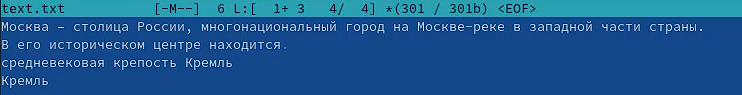 text.txt [-M--] 6 L:[ 1+ 3 4/ 4] *(301 / 301b) <EOF>
Москва – столица России, многонациональный город на Москве-реке в западной части страны.
В его историческом центре находится.
средневековая крепость Кремль
Кремль